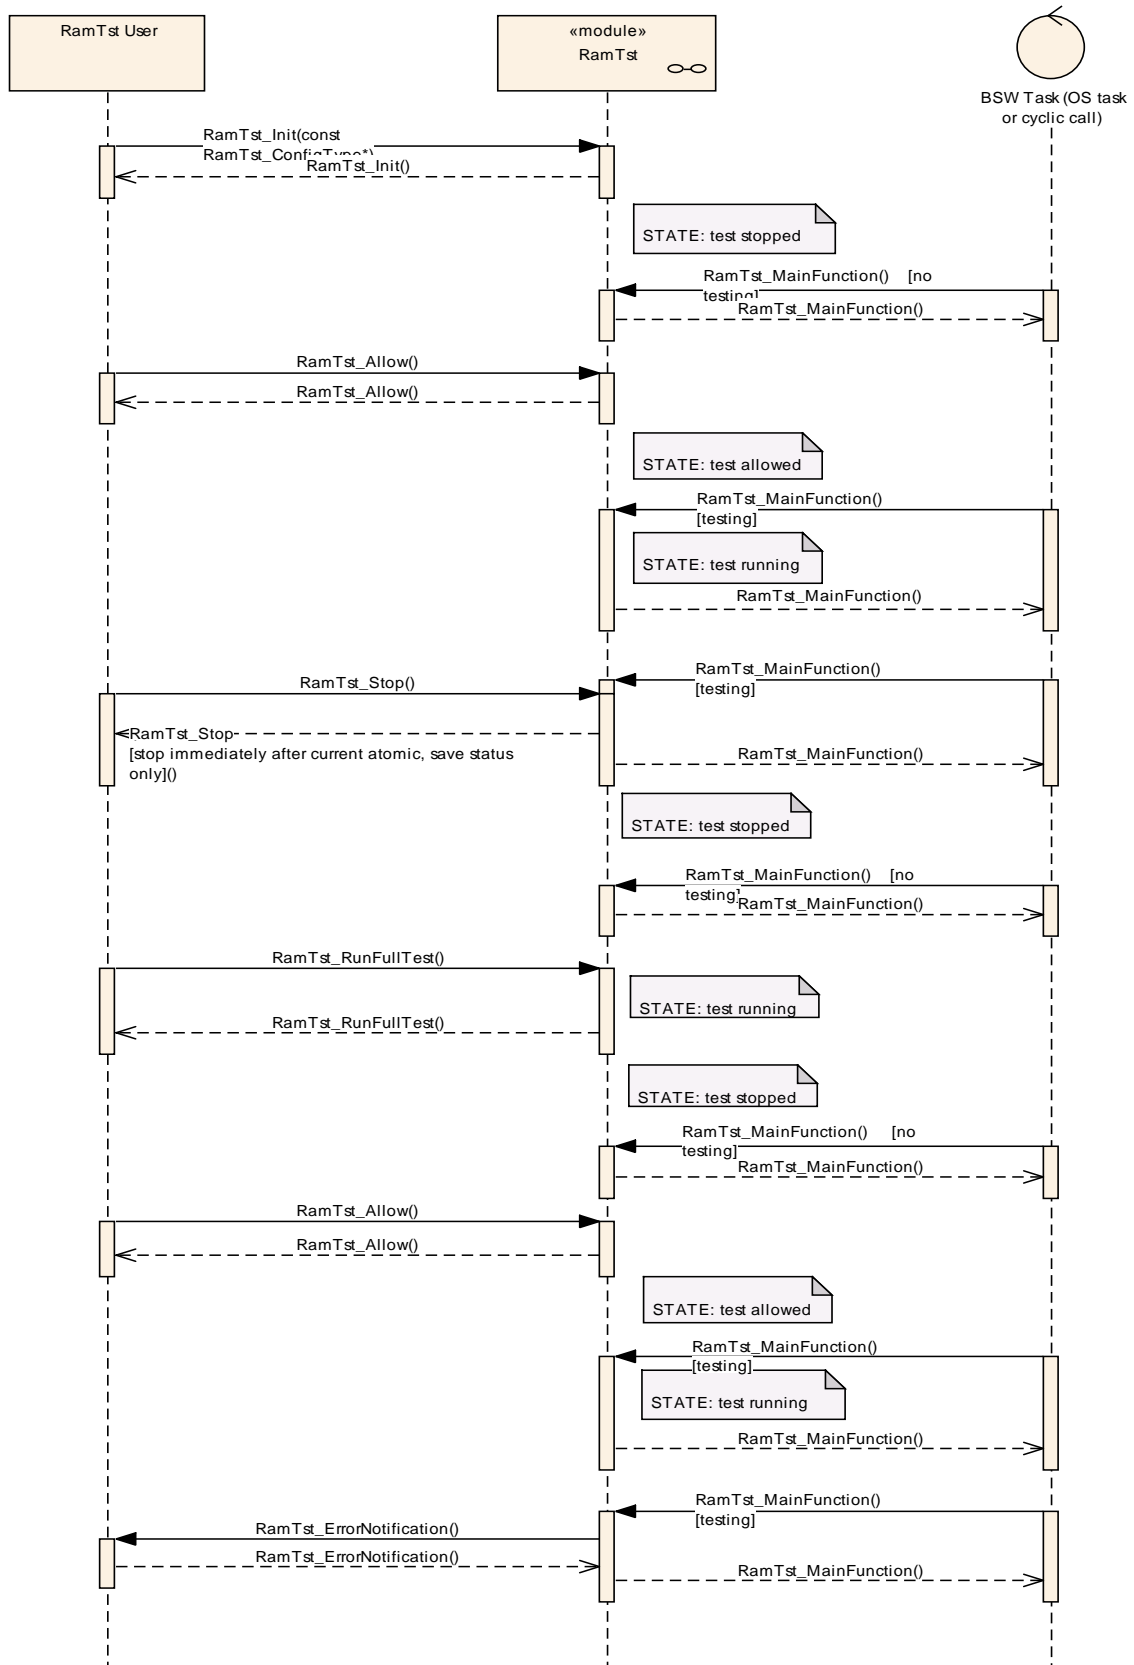 RamTst User
«module»
RamTst
BSW Task (OS task
or cyclic call)
RamTst_Init(const
RamTst_ConfigType*)
RamTst_Init()
STATE: test stopped
RamTst_MainFunction() [no
testing]
RamTst_MainFunction()
RamTst_Allow()
RamTst_Allow()
STATE: test allowed
RamTst_MainFunction()
[testing]
STATE: test running
RamTst_MainFunction()
RamTst_MainFunction()
[testing]
RamTst_Stop()
RamTst_Stop
[stop immediately after current atomic, save status
only]()
RamTst_MainFunction()
STATE: test stopped
RamTst_MainFunction() [no
testing]
RamTst_MainFunction()
RamTst_RunFullTest()
STATE: test running
RamTst_RunFullTest()
STATE: test stopped
RamTst_MainFunction() [no
testing]
RamTst_MainFunction()
RamTst_Allow()
RamTst_Allow()
STATE: test allowed
RamTst_MainFunction()
[testing]
STATE: test running
RamTst_MainFunction()
RamTst_MainFunction()
[testing]
RamTst_ErrorNotification()
RamTst_ErrorNotification()
RamTst_MainFunction()